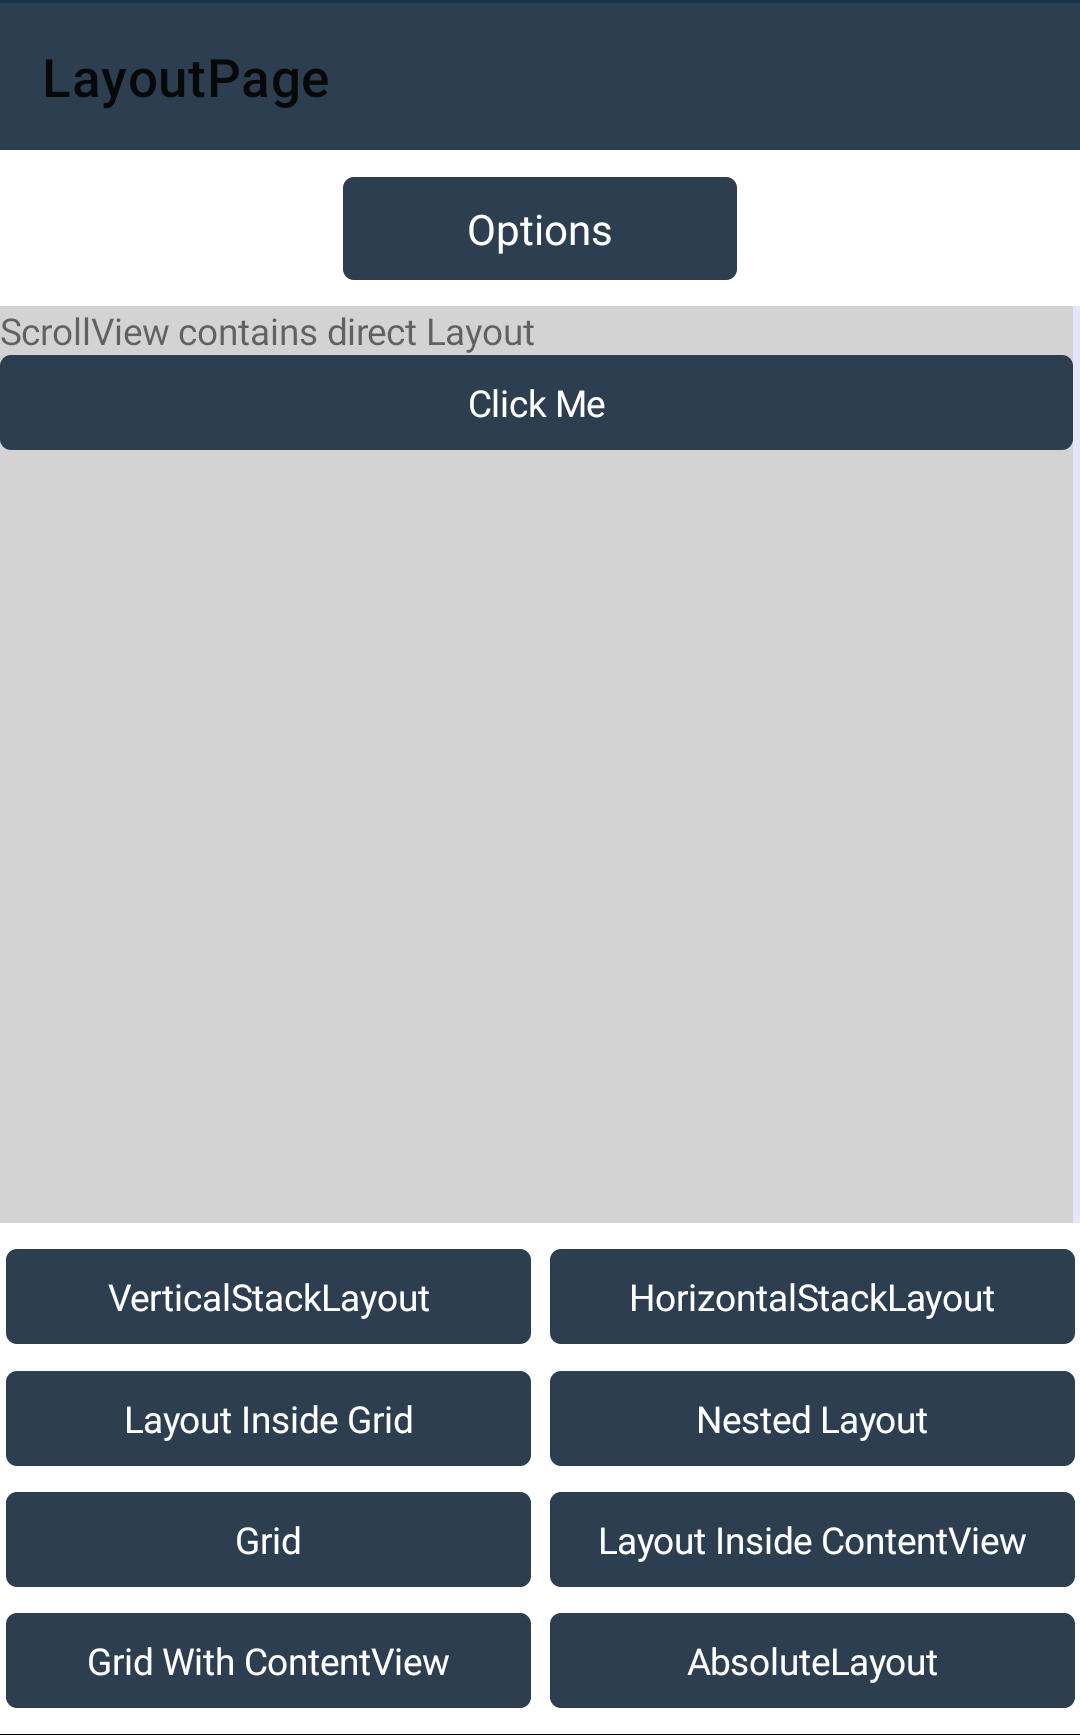 LayoutPage
Options
ScrollView contains direct Layout
Click Me
VerticalStackLayout
HorizontalStackLayout
Layout Inside Grid
Nested Layout
Grid
Layout Inside ContentView
Grid With ContentView
AbsoluteLayout